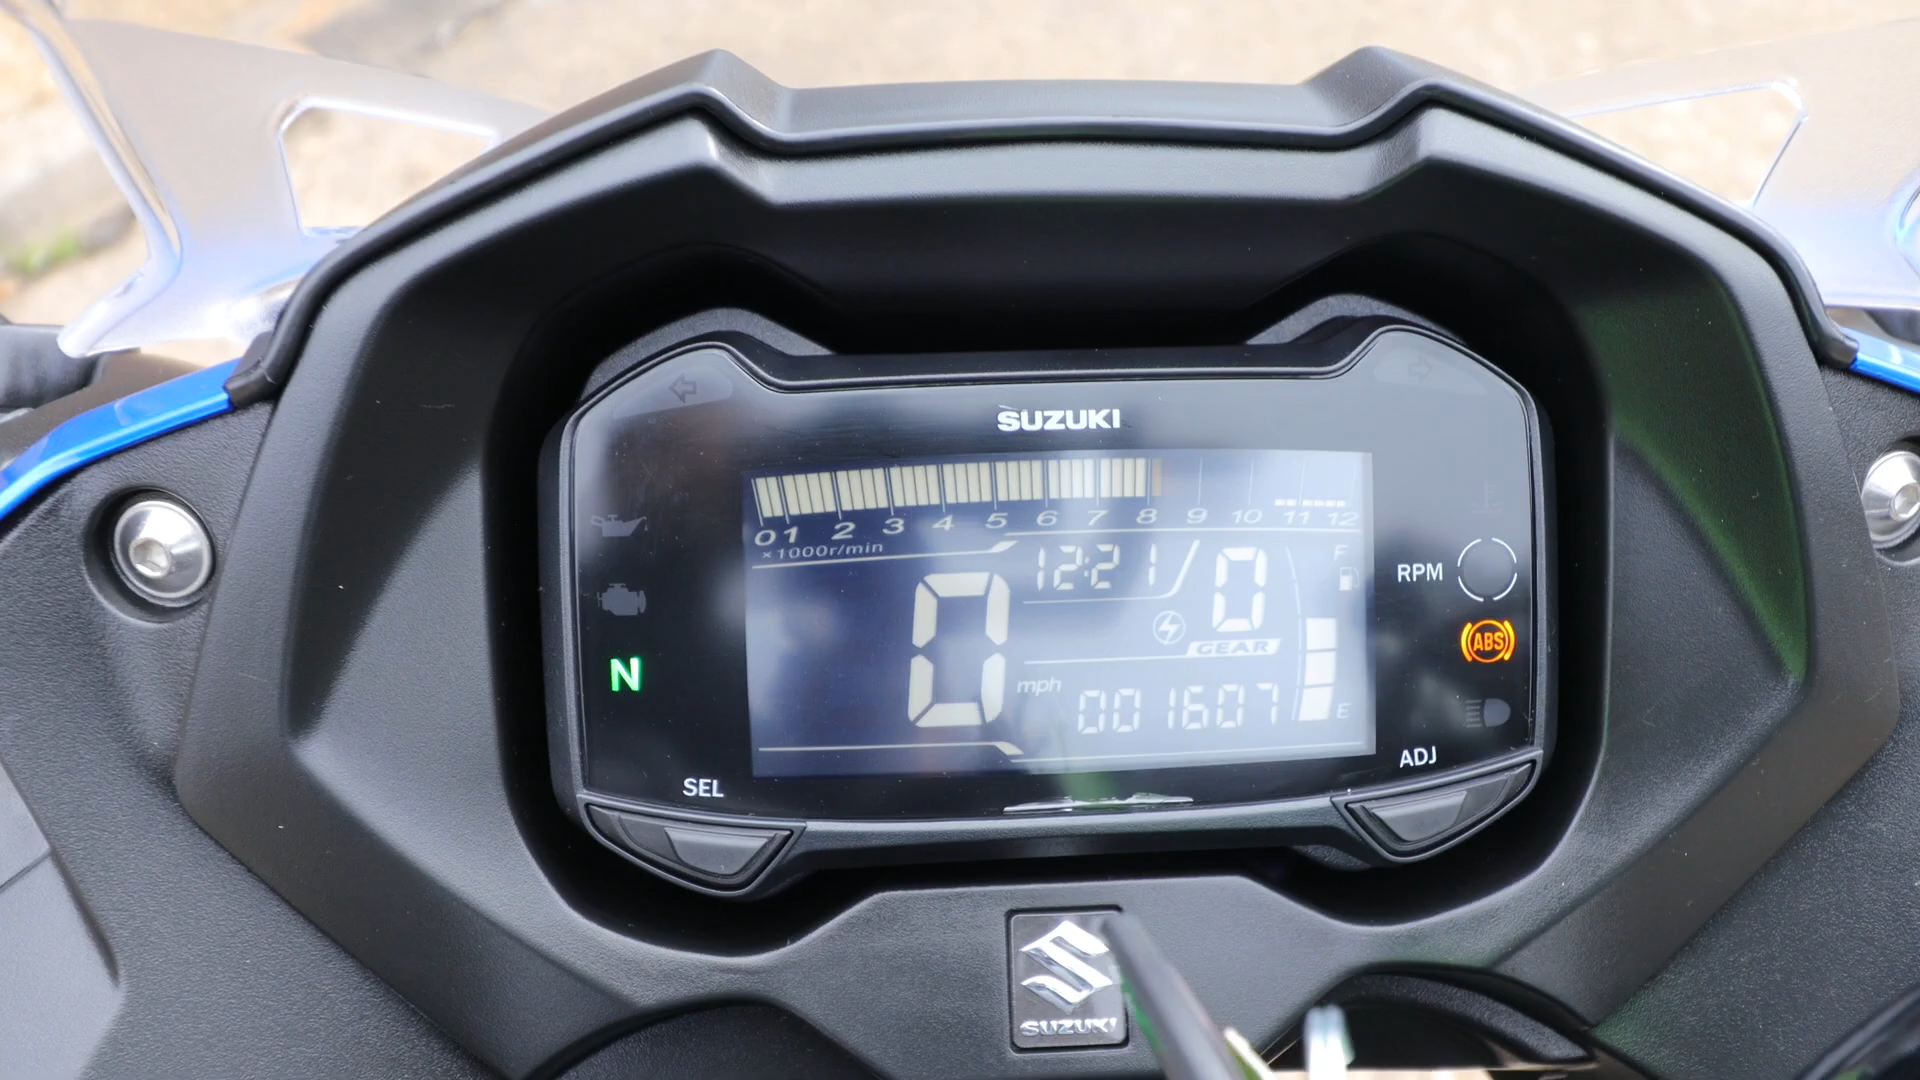 SUZUKI
0 1 2 3 4 5 6 7 8 9 10 11 12
×1000r/min
12:21
0
F
N
0
mph
GEAR
001607
E
RPM
ABS
SEL
ADJ
SUZUKI